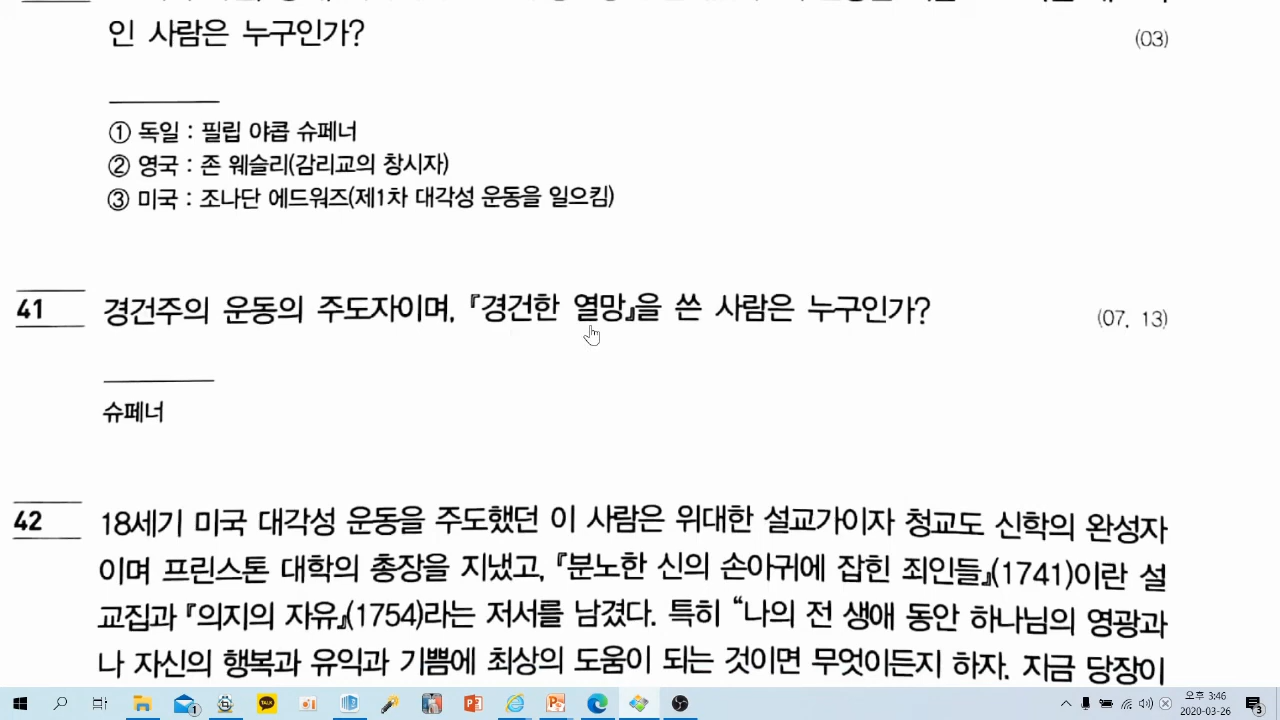 인 사람은 누구인가?
(03)
① 독일 : 필립 야콥 슈페너
② 영국 : 존 웨슬리(감리교의 창시자)
③ 미국 : 조나단 에드워즈(제1차 대각성 운동을 일으킴)
41 경건주의 운동의 주도자이며, 『경건한 열망』을 쓴 사람은 누구인가?
(07, 13)
슈페너
42 18세기 미국 대각성 운동을 주도했던 이 사람은 위대한 설교가이자 청교도 신학의 완성자
이며 프린스톤 대학의 총장을 지냈고, 『분노한 신의 손아귀에 잡힌 죄인들』(1741)이란 설
교집과 『의지의 자유』(1754)라는 저서를 남겼다. 특히 “나의 전 생애 동안 하나님의 영광과
나 자신의 행복과 유익과 기쁨에 최상의 도움이 되는 것이면 무엇이든지 하자. 지금 당장이
오후 3:46
2020-03-26